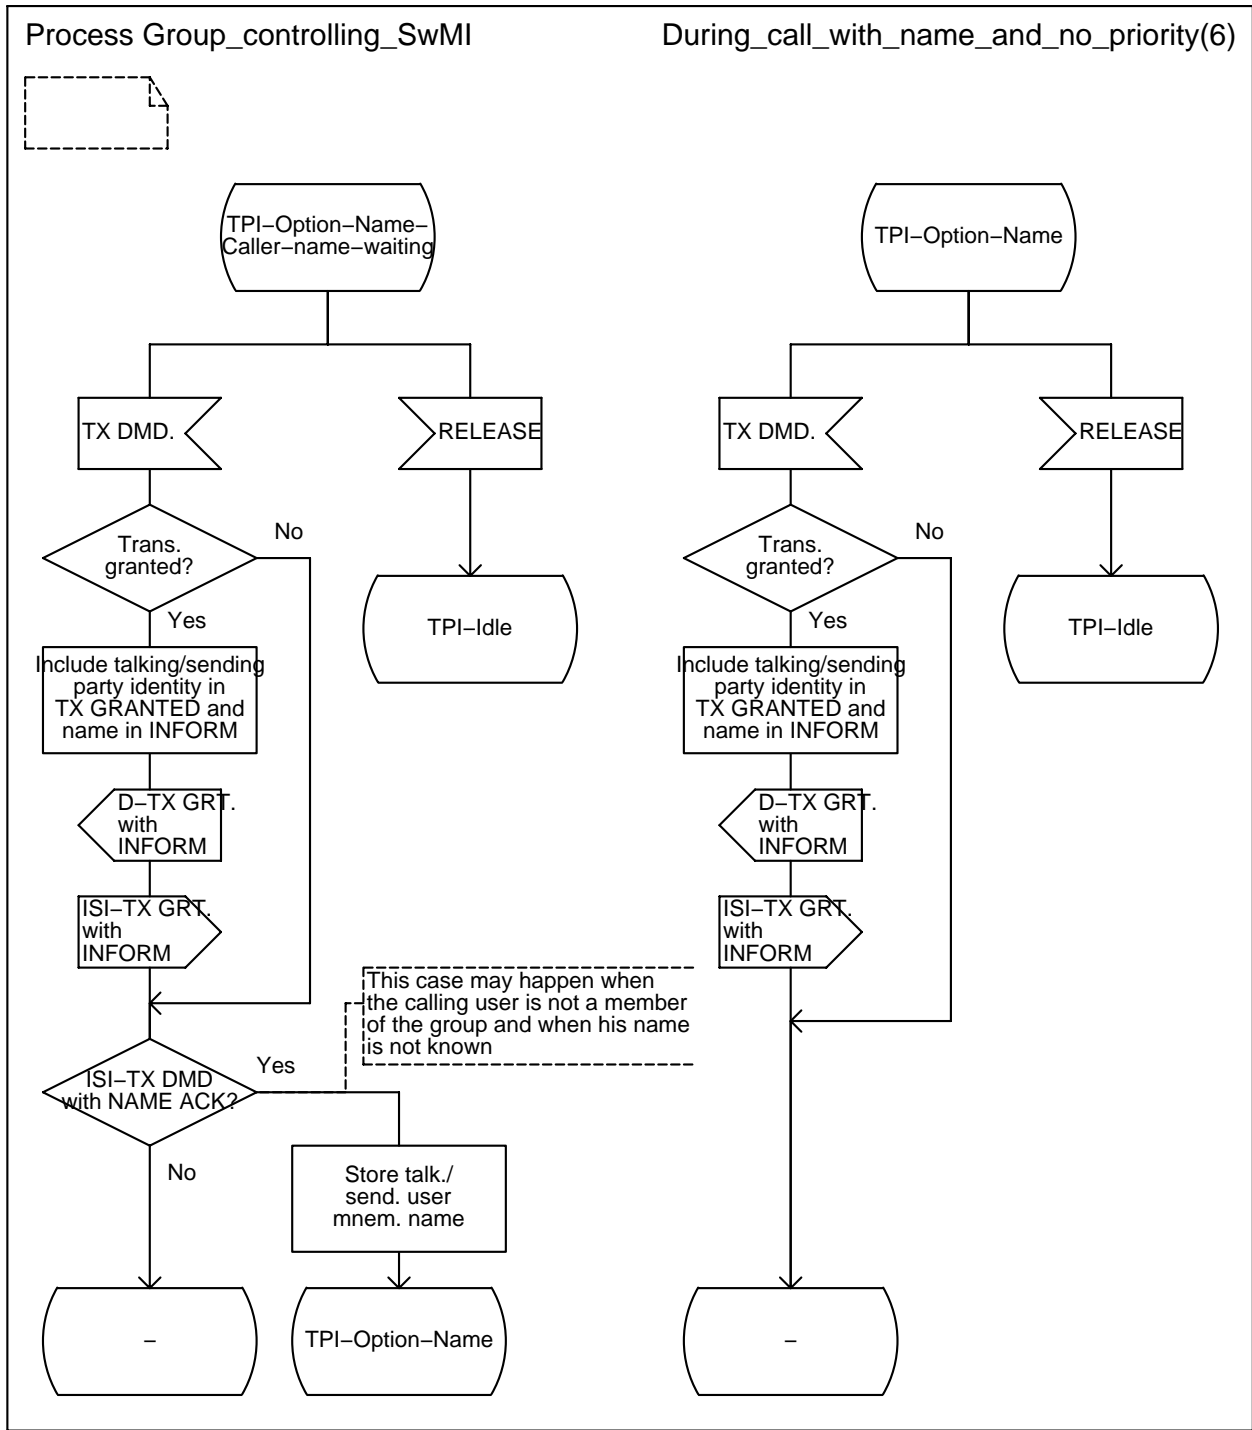 Process Group_controlling_SwMI
During_call_with_name_and_no_priority(6)
TPI−Option−Name−
Caller−name−waiting
TPI−Option−Name
TX DMD.
RELEASE
TX DMD.
RELEASE
Trans.
granted?
No
Yes
TPI−Idle
Trans.
granted?
No
Yes
TPI−Idle
Include talking/sending
party identity in
TX GRANTED and
name in INFORM
Include talking/sending
party identity in
TX GRANTED and
name in INFORM
D−TX GRT.
with
INFORM
D−TX GRT.
with
INFORM
ISI−TX GRT.
with
INFORM
ISI−TX GRT.
with
INFORM
This case may happen when
the calling user is not a member
of the group and when his name
is not known
ISI−TX DMD
with NAME ACK?
Yes
No
Store talk./
send. user
mnem. name
−
TPI−Option−Name
−